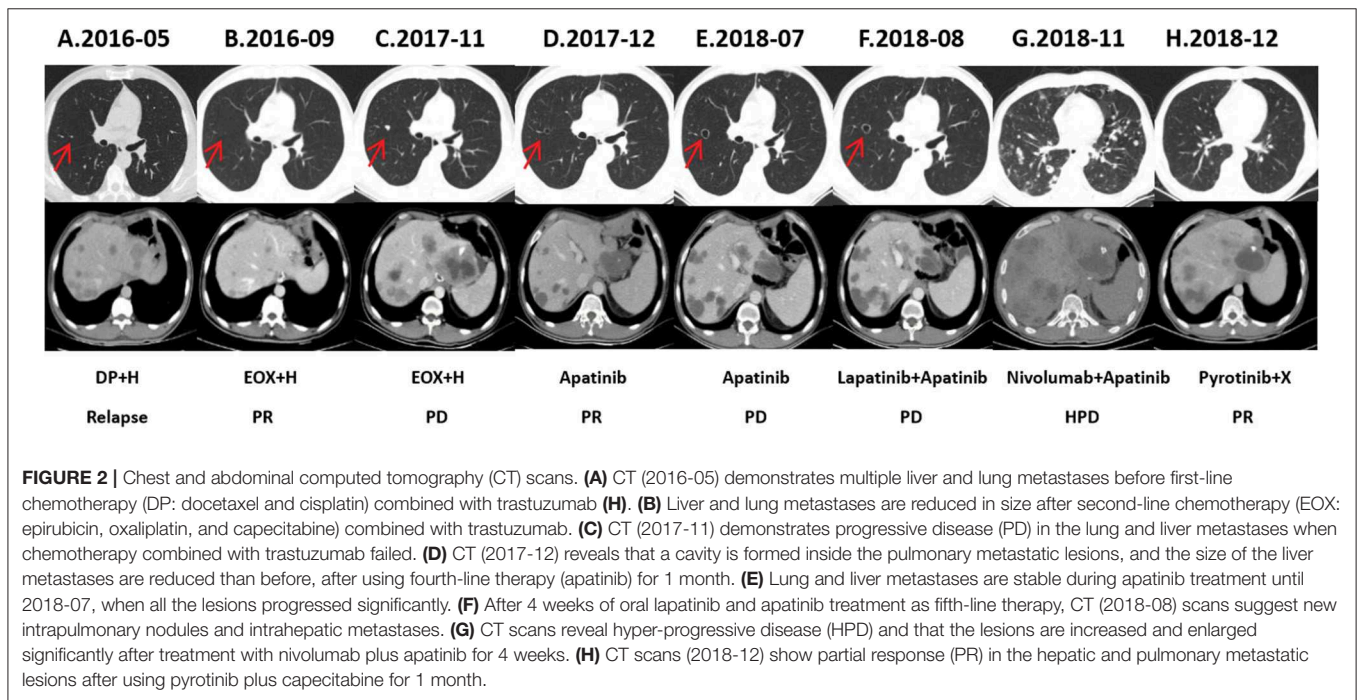 A.2016-05 B.2016-09 C.2017-11 D.2017-12 E.2018-07 F.2018-08 G.2018-11 H.2018-12
DP+H EOX+H EOX+H Apatinib Apatinib Lapatinib+Apatinib Nivolumab+Apatinib Pyrotinib+X
Relapse PR PD PR PD PD HPD PR
FIGURE 2 | Chest and abdominal computed tomography (CT) scans. (A) CT (2016-05) demonstrates multiple liver and lung metastases before first-line
chemotherapy (DP: docetaxel and cisplatin) combined with trastuzumab (H). (B) Liver and lung metastases are reduced in size after second-line chemotherapy (EOX:
epirubicin, oxaliplatin, and capecitabine) combined with trastuzumab. (C) CT (2017-11) demonstrates progressive disease (PD) in the lung and liver metastases when
chemotherapy combined with trastuzumab failed. (D) CT (2017-12) reveals that a cavity is formed inside the pulmonary metastatic lesions, and the size of the liver
metastases are reduced than before, after using fourth-line therapy (apatinib) for 1 month. (E) Lung and liver metastases are stable during apatinib treatment until
2018-07, when all the lesions progressed significantly. (F) After 4 weeks of oral lapatinib and apatinib treatment as fifth-line therapy, CT (2018-08) scans suggest new
intrapulmonary nodules and intrahepatic metastases. (G) CT scans reveal hyper-progressive disease (HPD) and that the lesions are increased and enlarged
significantly after treatment with nivolumab plus apatinib for 4 weeks. (H) CT scans (2018-12) show partial response (PR) in the hepatic and pulmonary metastatic
lesions after using pyrotinib plus capecitabine for 1 month.